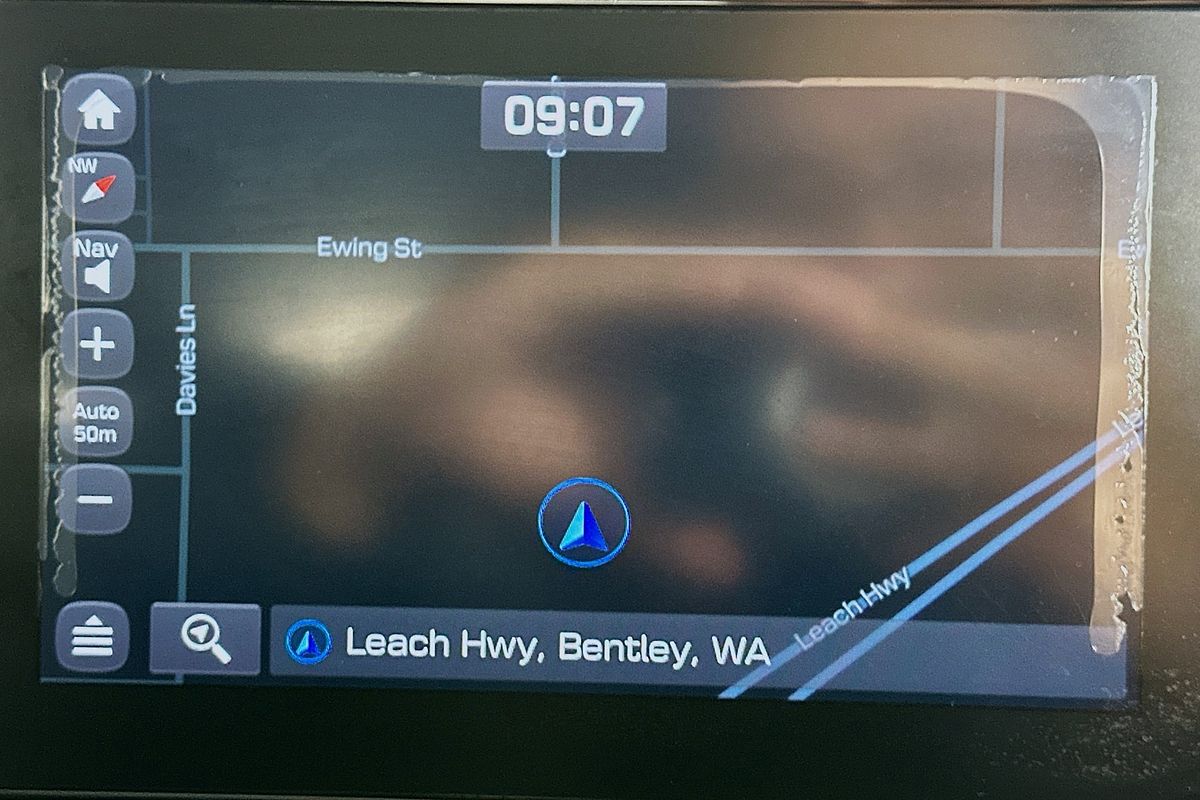 09:07
NW
Nav
Ewing St
Davies Ln
Auto
50m
Leach Hwy
Leach Hwy, Bentley, WA